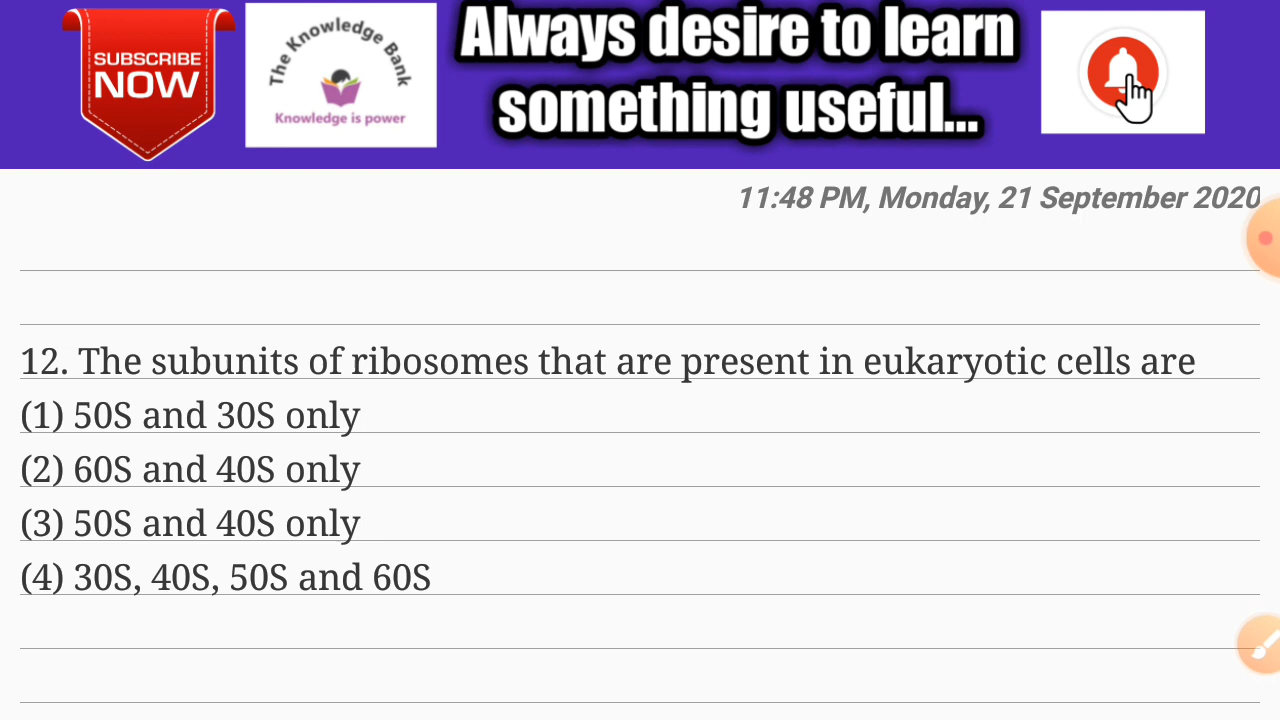 SUBSCRIBE
NOW
The Knowledge Bank
Knowledge is power
Always desire to learn
something useful...
11:48 PM, Monday, 21 September 2020
12. The subunits of ribosomes that are present in eukaryotic cells are
(1) 50S and 30S only
(2) 60S and 40S only
(3) 50S and 40S only
(4) 30S, 40S, 50S and 60S